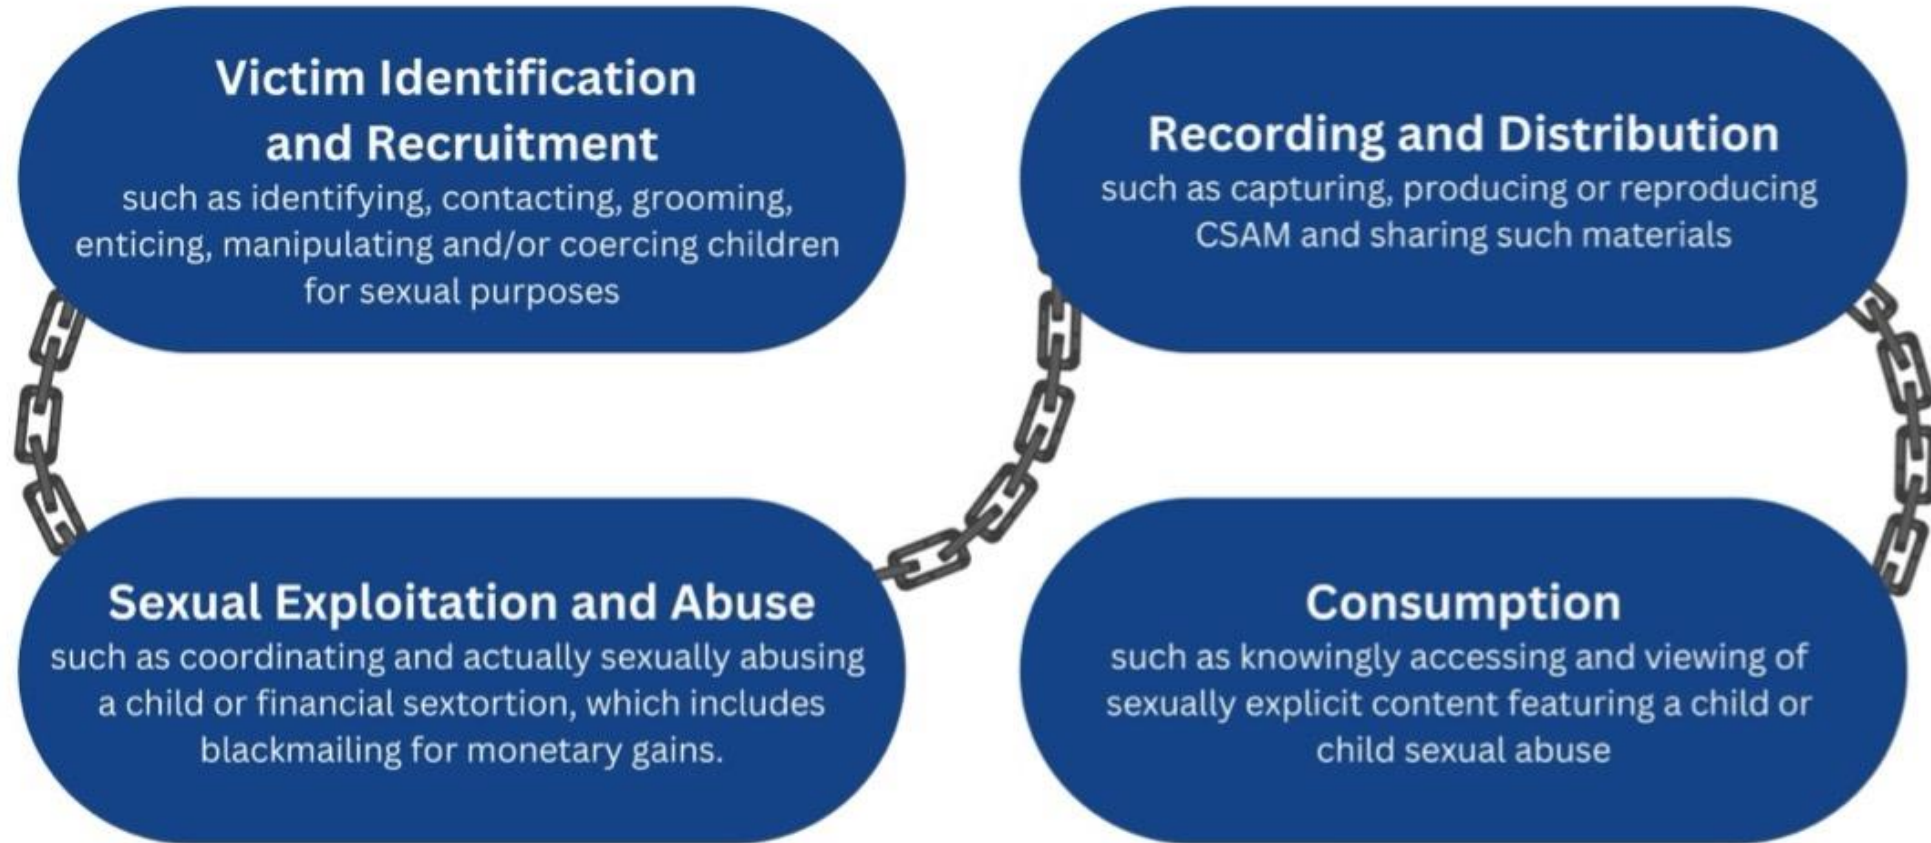 Victim Identification
and Recruitment
such as identifying, contacting, grooming,
enticing, manipulating and/or coercing children
for sexual purposes
Sexual Exploitation and Abuse
such as coordinating and actually sexually abusing
a child or financial sextortion, which includes
blackmailing for monetary gains.
Recording and Distribution
such as capturing, producing or reproducing
CSAM and sharing such materials
Consumption
such as knowingly accessing and viewing of
sexually explicit content featuring a child or
child sexual abuse